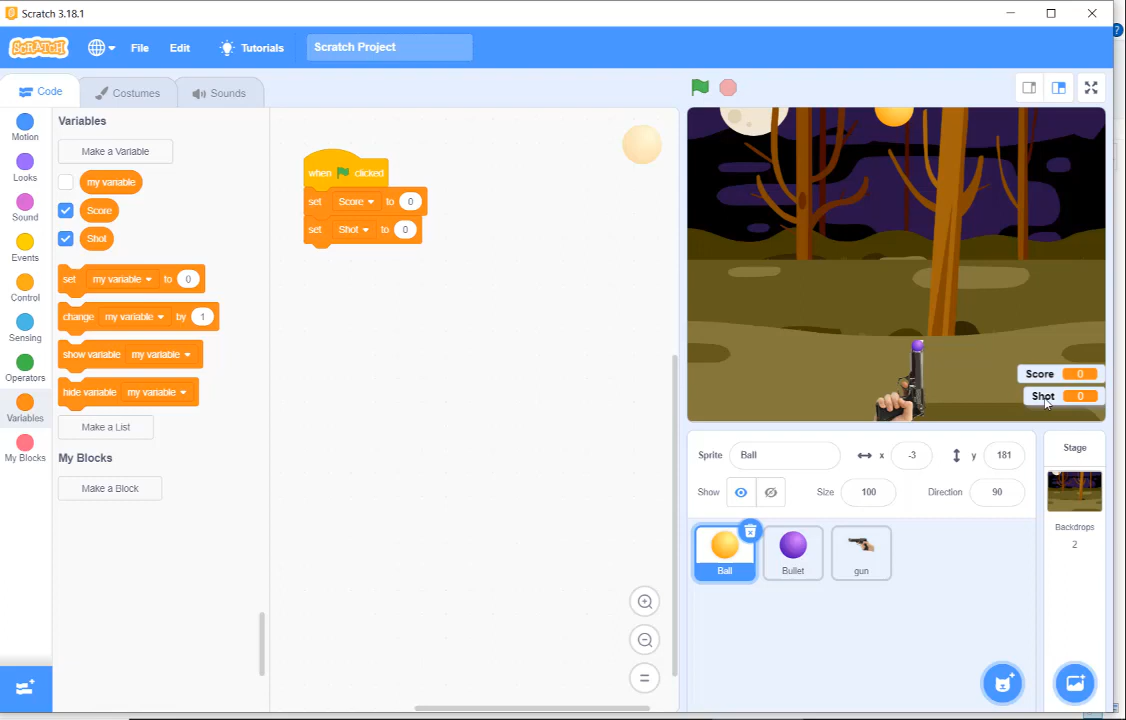 Scratch 3.18.1
SCRATCH File Edit Tutorials Scratch Project
Code Costumes Sounds
Motion
Looks
Sound
Events
Control
Sensing
Operators
Variables
My Blocks
Variables
Make a Variable
my variable
Score
Shot
set my variable to 0
change my variable by 1
show variable my variable
hide variable my variable
Make a List
My Blocks
Make a Block
when clicked
set Score to 0
set Shot to 0
Score 0
Shot 0
Sprite Ball x -3 y 181
Show Size 100 Direction 90
Ball Bullet gun
Stage
Backdrops
2